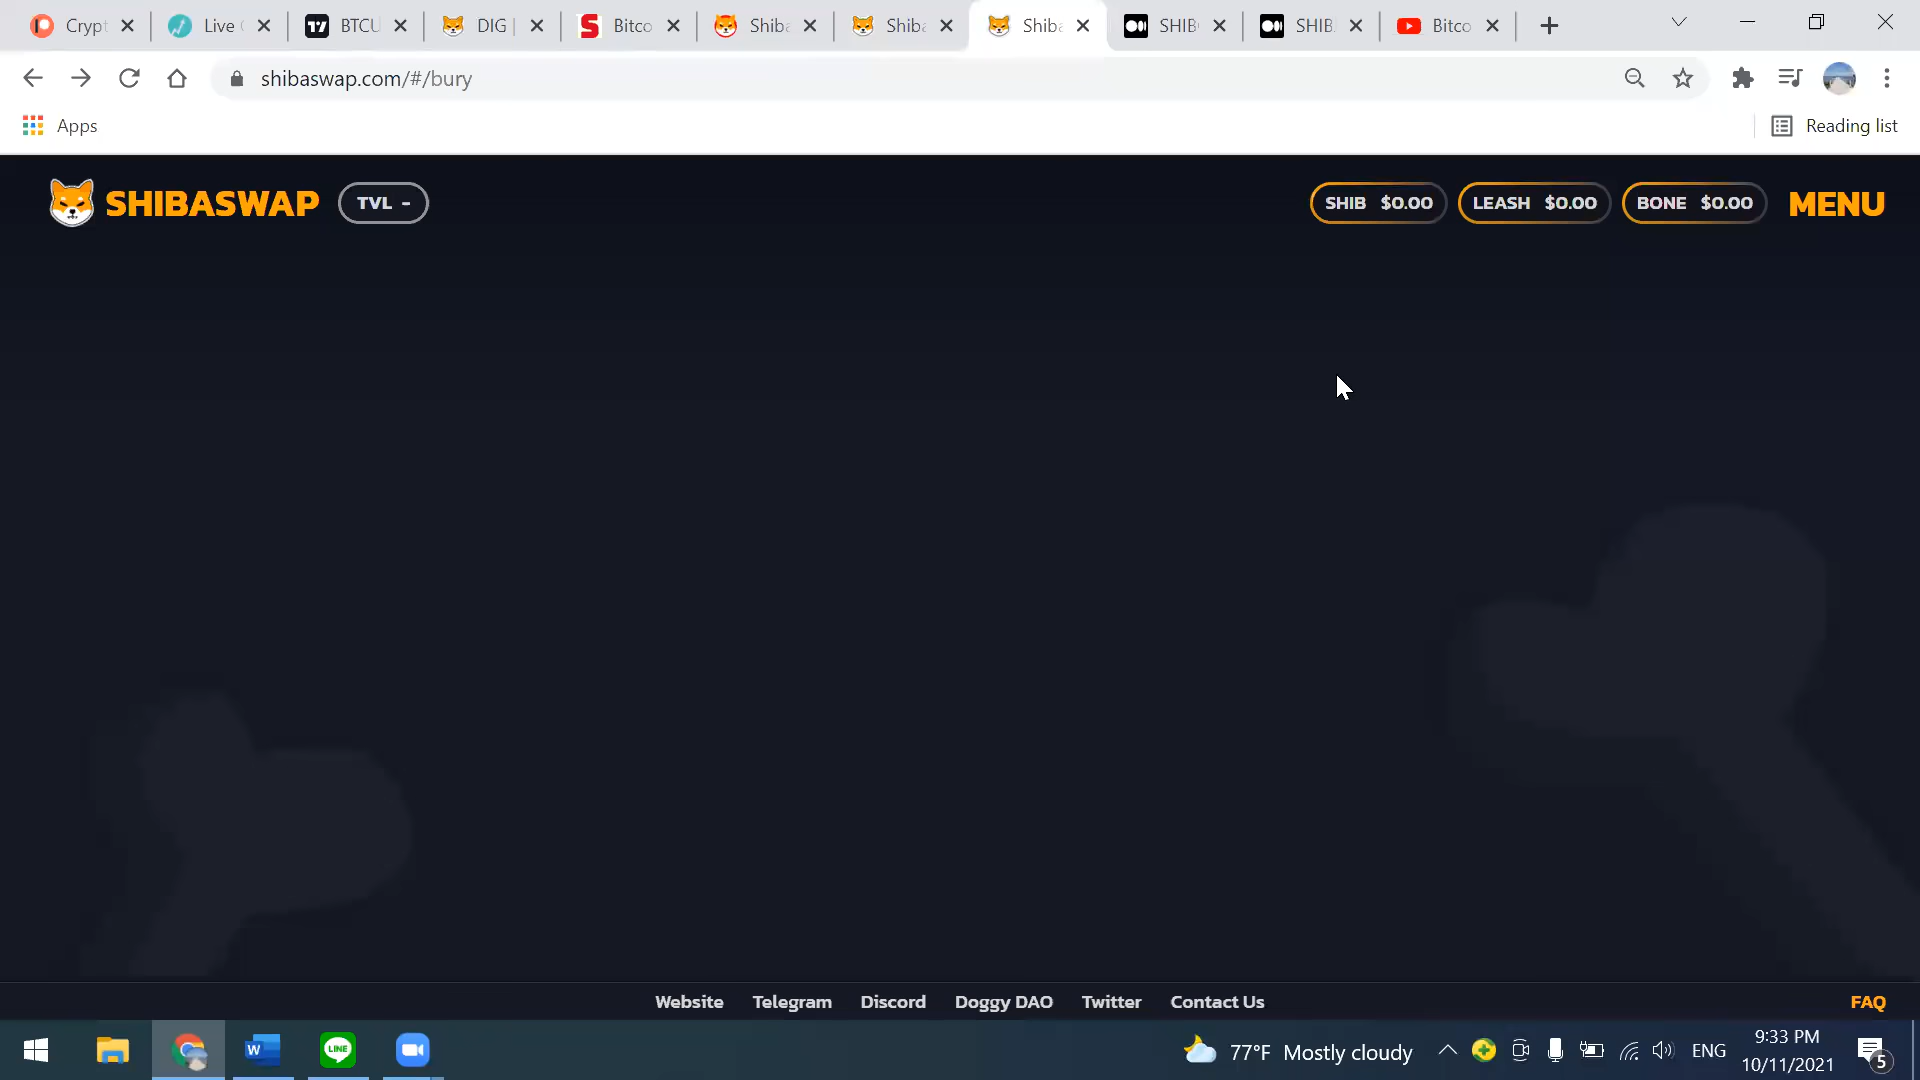 Crypt
Live
BTCU
DIG |
Bitco
Shiba
Shiba
Shiba
SHIB
SHIB
Bitco
shibaswap.com/#/bury
Apps
Reading list
SHIBASWAP
TVL -
SHIB $0.00
LEASH $0.00
BONE $0.00
MENU
Website Telegram Discord Doggy DAO Twitter Contact Us
FAQ
LINE
77°F Mostly cloudy
ENG
9:33 PM
10/11/2021
5